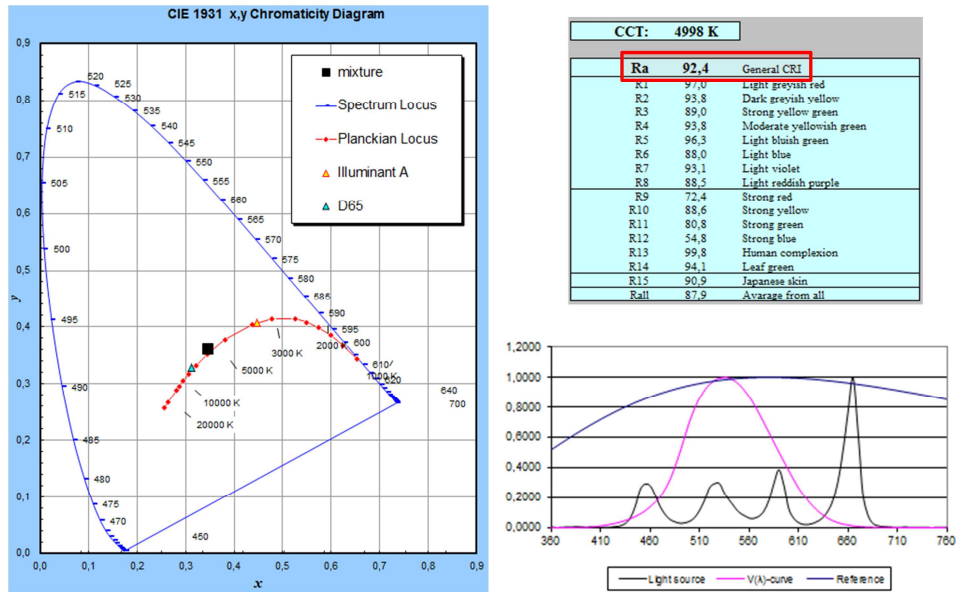 CIE 1931 x,y Chromaticity Diagram
0,9
0,8
0,7
0,6
0,5
0,4
0,3
0,2
0,1
0,0
y
0,0 0,1 0,2 0,3 0,4 0,5 0,6 0,7 0,8 0,9
x
mixture
Spectrum Locus
Planckian Locus
Illuminant A
D65
520
525
515
530
535
510
540
545
550
505
555
560
565
500
570
575
580
585
495
590
595
600
610
620
490
640
700
485
480
475
470
450
2000
3000 K
5000 K
1000 K
10000 K
20000 K
CCT: 4998 K
Ra 92,4 General CRI
R1 97,0 Light greyish red
R2 93,8 Dark greyish yellow
R3 89,0 Strong yellow green
R4 93,8 Moderate yellowish green
R5 96,3 Light bluish green
R6 88,0 Light blue
R7 93,1 Light violet
R8 88,5 Light reddish purple
R9 72,4 Strong red
R10 88,6 Strong yellow
R11 80,8 Strong green
R12 54,8 Strong blue
R13 99,8 Human complexion
R14 94,1 Leaf green
R15 90,9 Japanese skin
Rall 87,9 Avarage from all
1,2000
1,0000
0,8000
0,6000
0,4000
0,2000
0,0000
360 410 460 510 560 610 660 710 760
Light source V(λ)-curve Reference